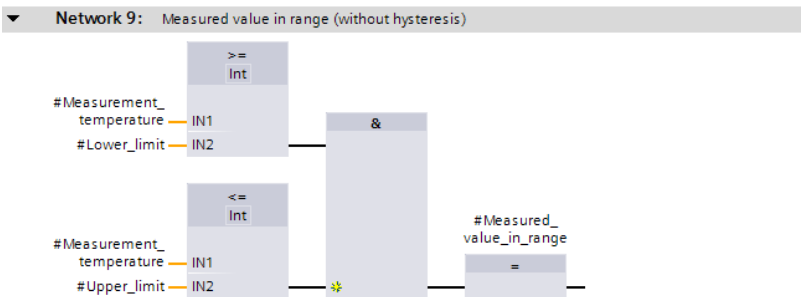 Network 9: Measured value in range (without hysteresis)
>=
Int
#Measurement_
temperature IN1
#Lower_limit IN2
&
<=
Int
#Measurement_
temperature IN1
#Upper_limit IN2
#Measured_
value_in_range
=